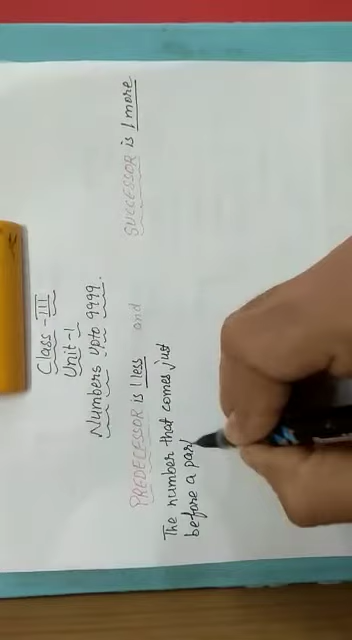 Class - III
Unit-1
Numbers upto 9999.
PREDECESSOR is 1 less and SUCCESSOR is 1 more
The number that comes just
before a par